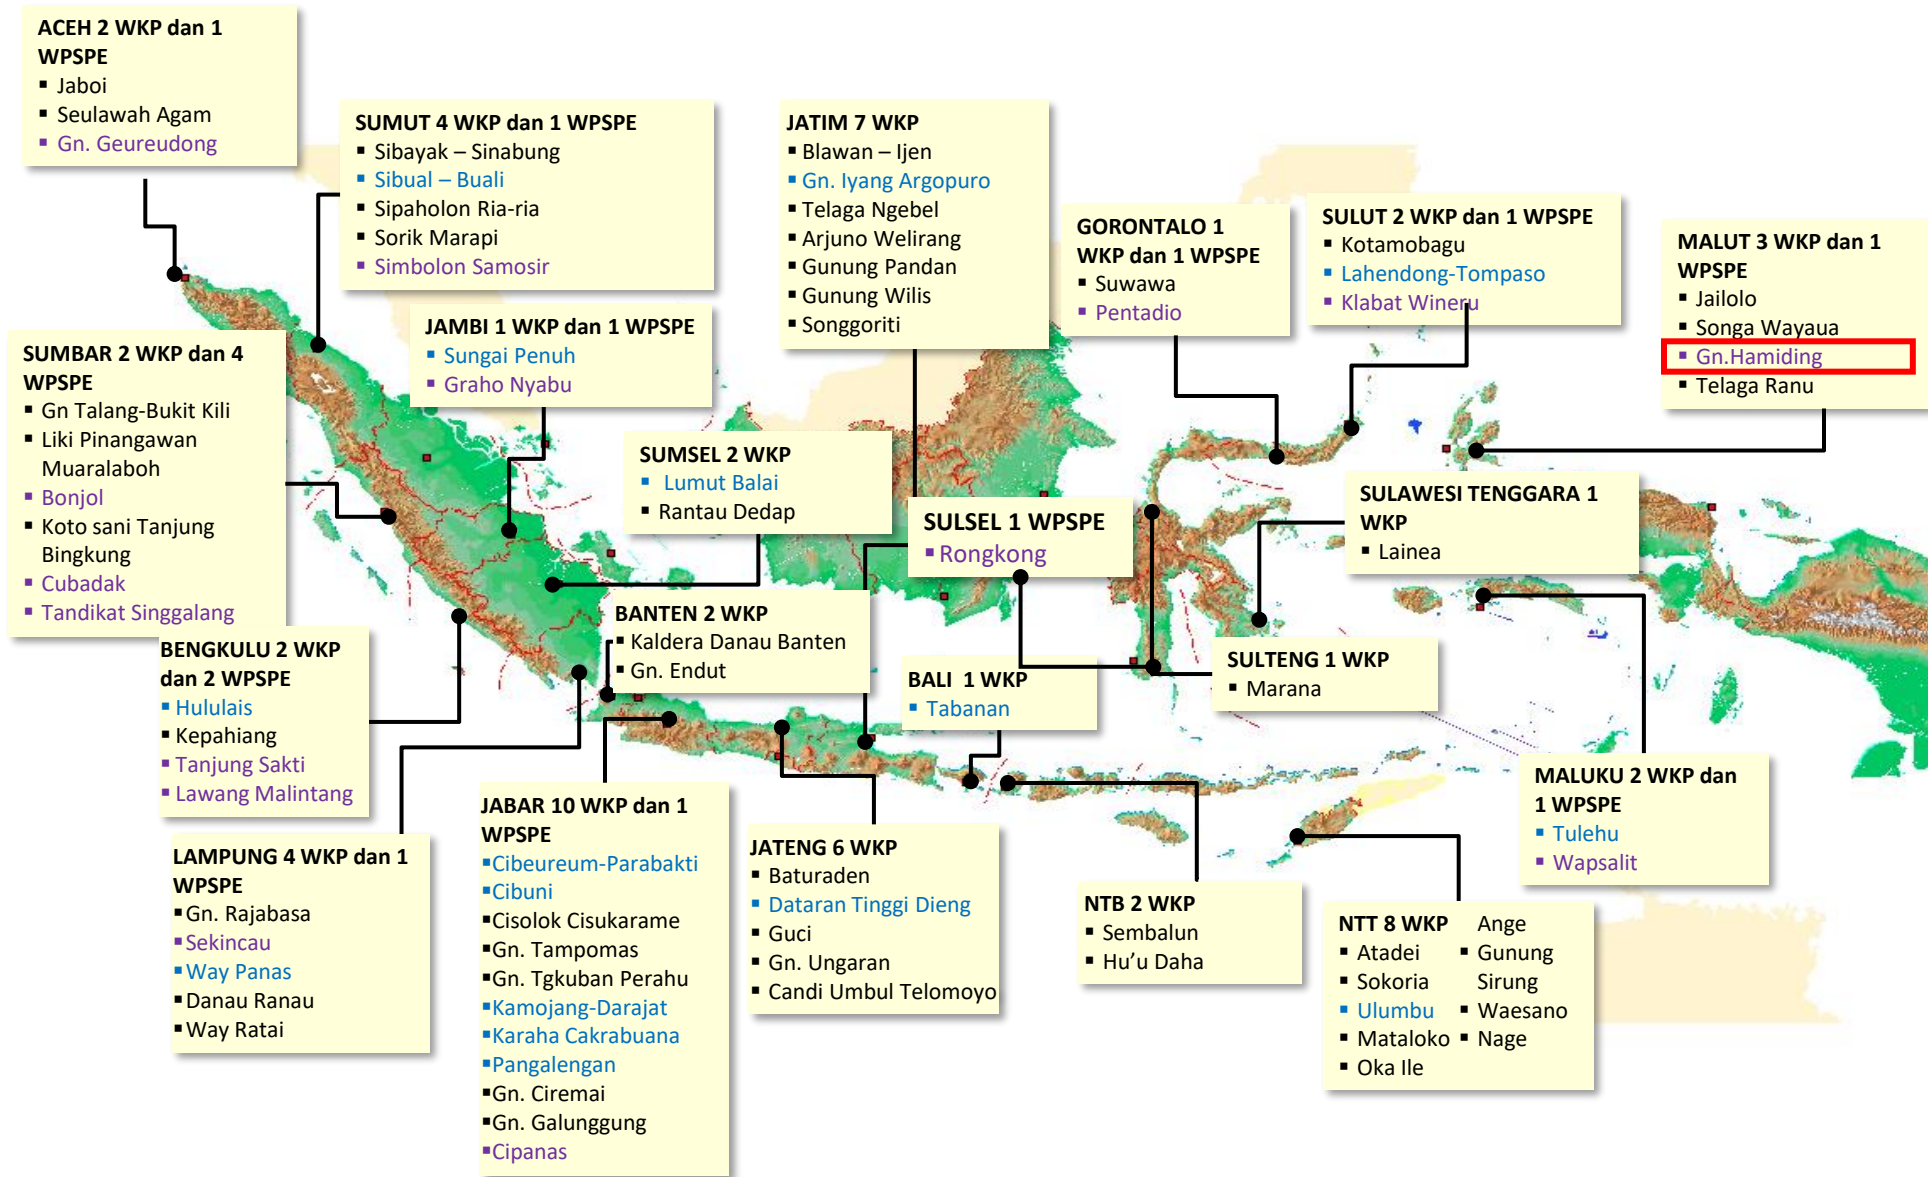 ACEH 2 WKP dan 1
WPSPE
▪ Jaboi
▪ Seulawah Agam
▪ Gn. Geureudong
SUMUT 4 WKP dan 1 WPSPE
▪ Sibayak – Sinabung
▪ Sibual – Buali
▪ Sipaholon Ria-ria
▪ Sorik Marapi
▪ Simbolon Samosir
JATIM 7 WKP
▪ Blawan – Ijen
▪ Gn. Iyang Argopuro
▪ Telaga Ngebel
▪ Arjuno Welirang
▪ Gunung Pandan
▪ Gunung Wilis
▪ Songgoriti
GORONTALO 1
WKP dan 1 WPSPE
▪ Suwawa
▪ Pentadio
SULUT 2 WKP dan 1 WPSPE
▪ Kotamobagu
▪ Lahendong-Tompaso
▪ Klabat Wineru
MALUT 3 WKP dan 1
WPSPE
▪ Jailolo
▪ Songa Wayaua
▪ Gn.Hamiding
▪ Telaga Ranu
JAMBI 1 WKP dan 1 WPSPE
▪ Sungai Penuh
▪ Graho Nyabu
SUMBAR 2 WKP dan 4
WPSPE
▪ Gn Talang-Bukit Kili
▪ Liki Pinangawan
Muaralaboh
▪ Bonjol
▪ Koto sani Tanjung
Bingkung
▪ Cubadak
▪ Tandikat Singgalang
SUMSEL 2 WKP
▪ Lumut Balai
▪ Rantau Dedap
SULSEL 1 WPSPE
▪ Rongkong
SULAWESI TENGGARA 1
WKP
▪ Lainea
BANTEN 2 WKP
▪ Kaldera Danau Banten
▪ Gn. Endut
BENGKULU 2 WKP
dan 2 WPSPE
▪ Hululais
▪ Kepahiang
▪ Tanjung Sakti
▪ Lawang Malintang
BALI 1 WKP
▪ Tabanan
SULTENG 1 WKP
▪ Marana
MALUKU 2 WKP dan
1 WPSPE
▪ Tulehu
▪ Wapsalit
LAMPUNG 4 WKP dan 1
WPSPE
▪ Gn. Rajabasa
▪ Sekincau
▪ Way Panas
▪ Danau Ranau
▪ Way Ratai
JABAR 10 WKP dan 1
WPSPE
▪ Cibeureum-Parabakti
▪ Cibuni
▪ Cisolok Cisukarame
▪ Gn. Tampomas
▪ Gn. Tgkuban Perahu
▪ Kamojang-Darajat
▪ Karaha Cakrabuana
▪ Pangalengan
▪ Gn. Ciremai
▪ Gn. Galunggung
▪ Cipanas
JATENG 6 WKP
▪ Baturaden
▪ Dataran Tinggi Dieng
▪ Guci
▪ Gn. Ungaran
▪ Candi Umbul Telomoyo
NTB 2 WKP
▪ Sembalun
▪ Hu’u Daha
NTT 8 WKP
▪ Atadei
▪ Sokoria
▪ Ulumbu
▪ Mataloko
▪ Oka Ile
Ange
▪ Gunung
Sirung
▪ Waesano
▪ Nage